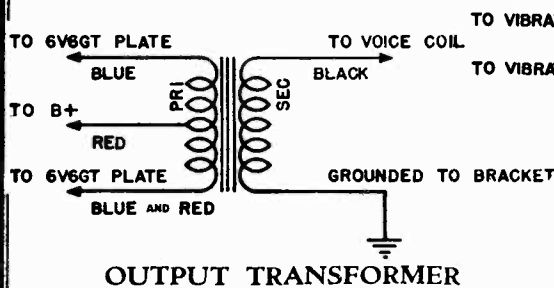 TO VIBRA
TO 6V6GT PLATE
TO VOICE COIL
TO VIBRA
BLUE
BLACK
PRI
SEC
TO B+
RED
TO 6V6GT PLATE
GROUNDED TO BRACKET
BLUE AND RED
OUTPUT TRANSFORMER